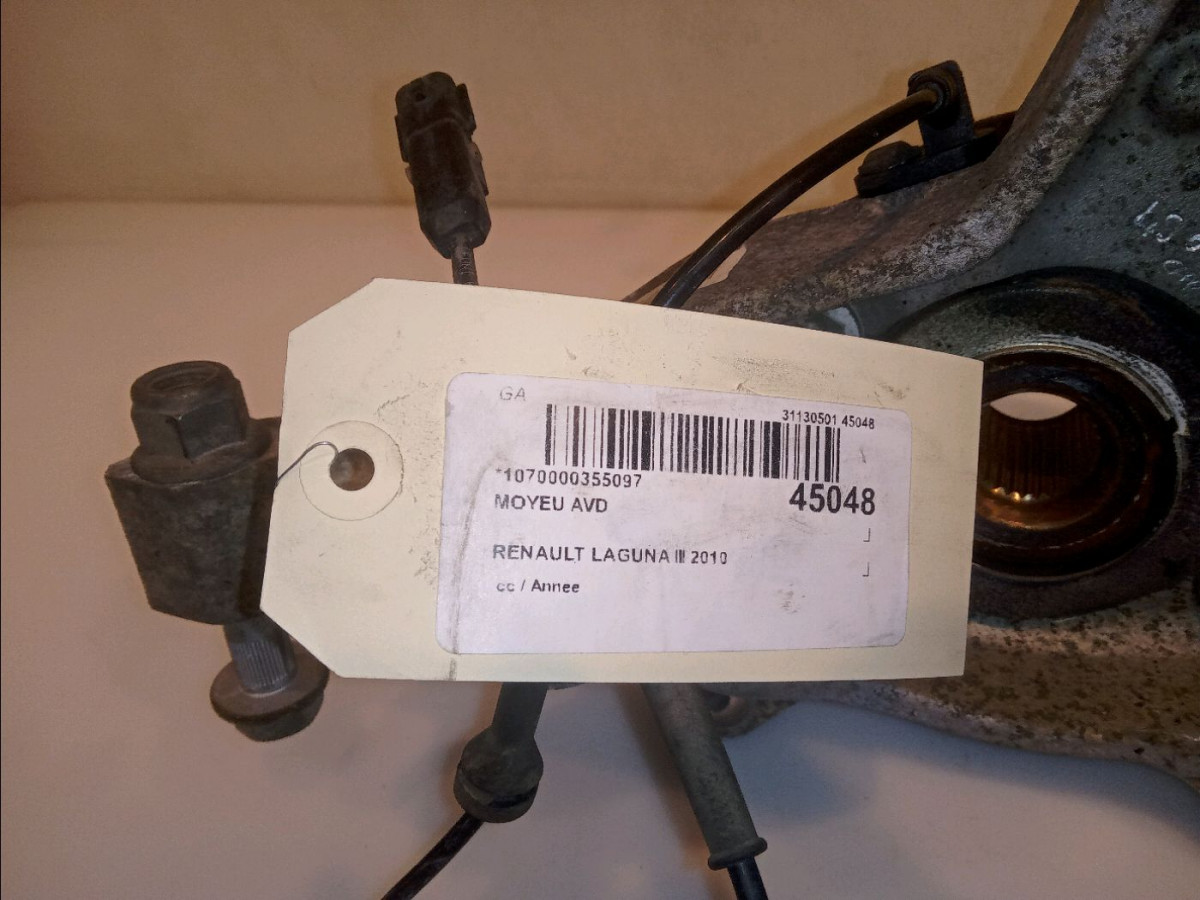 GA
31130501 45048
*1070000355097
45048
MOYEU AVD
RENAULT LAGUNA III 2010
cc / Annee